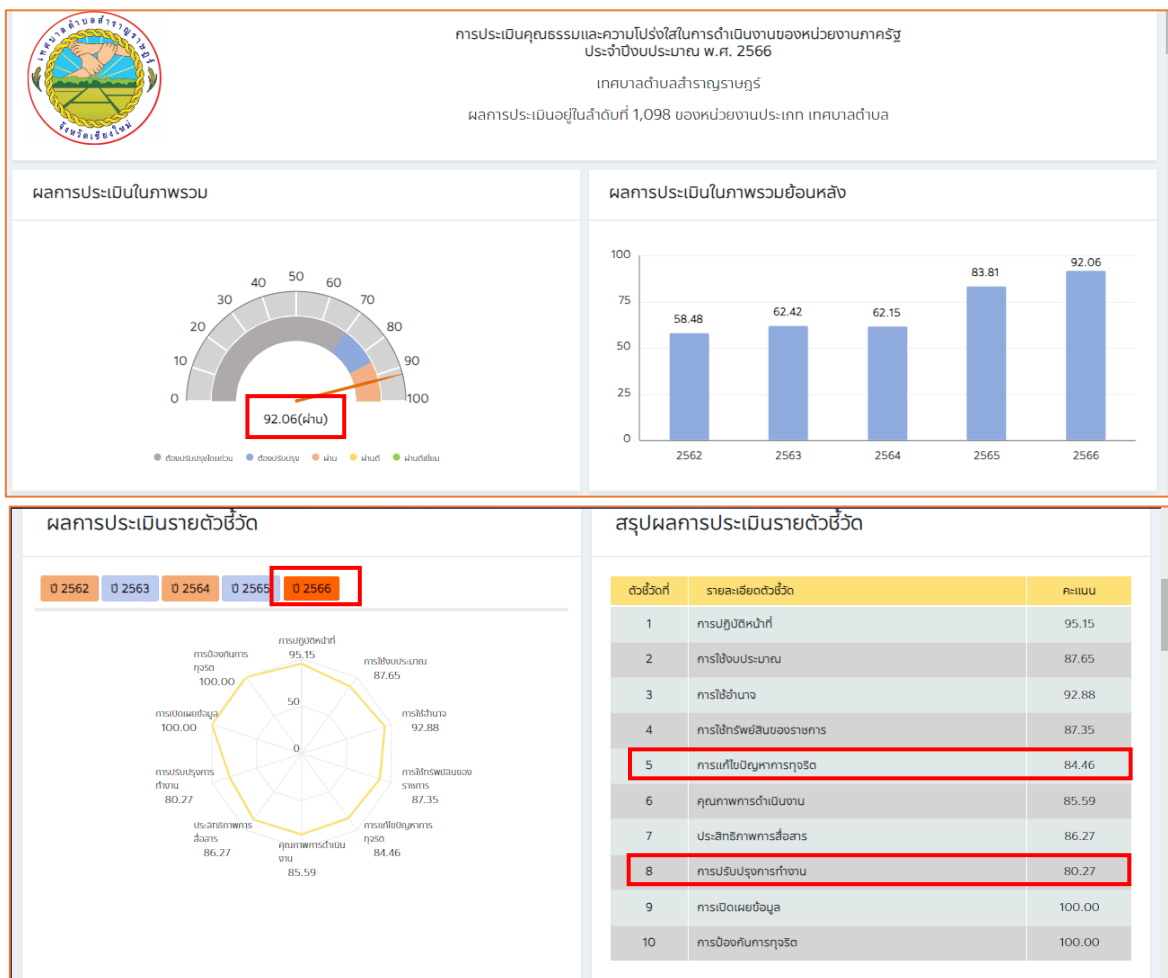 เทศบาลตำบลสำราญราษฎร์
จังหวัดเชียงใหม่
การประเมินคุณธรรมและความโปร่งใสในการดำเนินงานของหน่วยงานภาครัฐ
ประจำปีงบประมาณ พ.ศ. 2566
เทศบาลตำบลสำราญราษฎร์
ผลการประเมินอยู่ในลำดับที่ 1,098 ของหน่วยงานประเภท เทศบาลตำบล
ผลการประเมินในภาพรวม
0
10
20
30
40
50
60
70
80
90
100
92.06(ผ่าน)
ต้องปรับปรุงโดยด่วน ต้องปรับปรุง ผ่าน ผ่านดี ผ่านดีเยี่ยม
ผลการประเมินในภาพรวมย้อนหลัง
100
75
50
25
0
58.48
62.42
62.15
83.81
92.06
2562 2563 2564 2565 2566
ผลการประเมินรายตัวชี้วัด
ปี 2562 ปี 2563 ปี 2564 ปี 2565 ปี 2566
การปฏิบัติหน้าที่
95.15
การใช้งบประมาณ
87.65
การใช้อำนาจ
92.88
การใช้ทรัพย์สินของ
ราชการ
87.35
การแก้ไขปัญหาการ
ทุจริต
84.46
คุณภาพการดำเนิน
งาน
85.59
ประสิทธิภาพการ
สื่อสาร
86.27
การปรับปรุงการ
ทำงาน
80.27
การเปิดเผยข้อมูล
100.00
การป้องกันการ
ทุจริต
100.00
50
0
สรุปผลการประเมินรายตัวชี้วัด
ตัวชี้วัดที่ รายละเอียดตัวชี้วัด คะแนน
1 การปฏิบัติหน้าที่ 95.15
2 การใช้งบประมาณ 87.65
3 การใช้อำนาจ 92.88
4 การใช้ทรัพย์สินของราชการ 87.35
5 การแก้ไขปัญหาการทุจริต 84.46
6 คุณภาพการดำเนินงาน 85.59
7 ประสิทธิภาพการสื่อสาร 86.27
8 การปรับปรุงการทำงาน 80.27
9 การเปิดเผยข้อมูล 100.00
10 การป้องกันการทุจริต 100.00